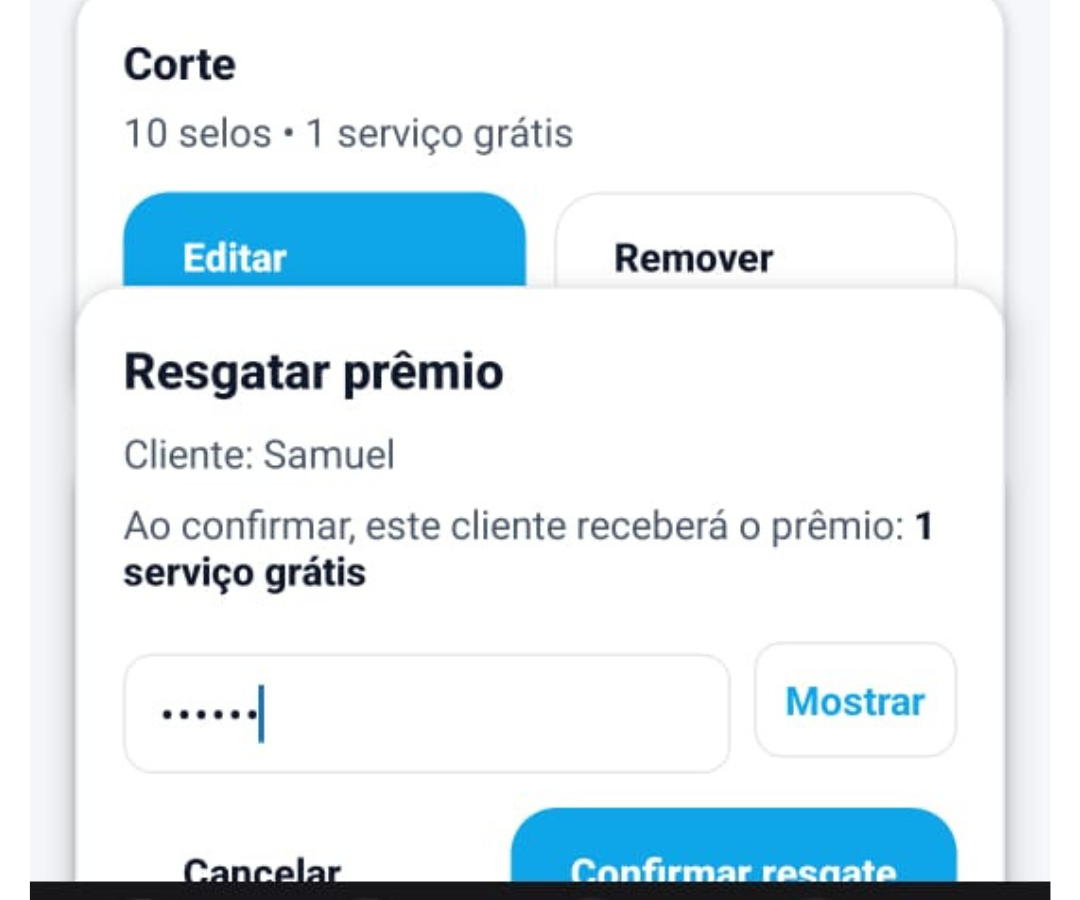 Corte
10 selos • 1 serviço grátis
Editar
Remover
Resgatar prêmio
Cliente: Samuel
Ao confirmar, este cliente receberá o prêmio: 1
serviço grátis
••••••
Mostrar
Cancelar
Confirmar resgate